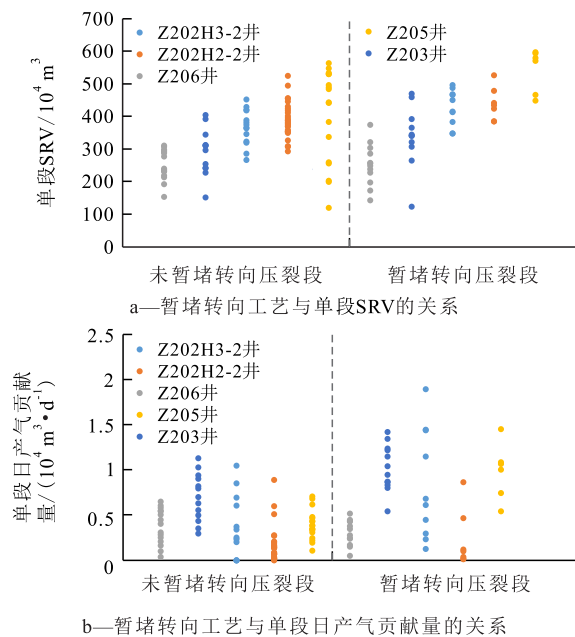 单段SRV/10⁴ m³
700
600
500
400
300
200
100
0
Z202H3-2井
Z202H2-2井
Z206井
Z205井
Z203井
未暂堵转向压裂段
暂堵转向压裂段
a—暂堵转向工艺与单段SRV的关系
单段日产气贡献
量/(10⁴ m³•d⁻¹)
2.5
2
1.5
1
0.5
0
Z202H3-2井
Z202H2-2井
Z206井
Z205井
Z203井
未暂堵转向压裂段
暂堵转向压裂段
b—暂堵转向工艺与单段日产气贡献量的关系